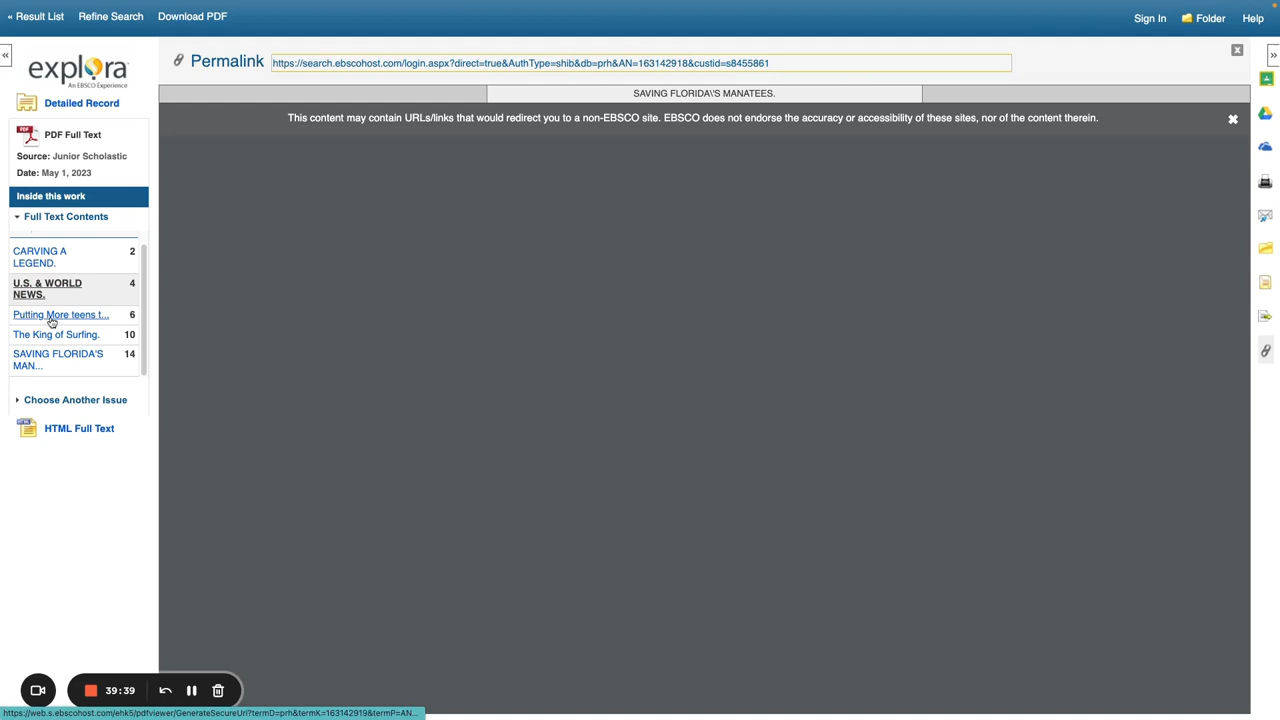 « Result List Refine Search Download PDF Sign In Folder Help
«
»
explora
An EBSCO Experience
Detailed Record
Permalink https://search.ebscohost.com/login.aspx?direct=true&AuthType=shib&db=prh&AN=163142918&custid=s8455861
SAVING FLORIDA\'S MANATEES.
This content may contain URLs/links that would redirect you to a non-EBSCO site. EBSCO does not endorse the accuracy or accessibility of these sites, nor of the content therein.
PDF Full Text
Source: Junior Scholastic
Date: May 1, 2023
Inside this work
Full Text Contents
CARVING A 2
LEGEND.
U.S. & WORLD 4
NEWS.
Putting More teens t... 6
The King of Surfing. 10
SAVING FLORIDA'S 14
MAN...
Choose Another Issue
HTML Full Text
39:39
https://web.s.ebscohost.com/ehk5/pdfviewer/GenerateSecureUrl?termD=prh&termK=163142919&termP=AN...